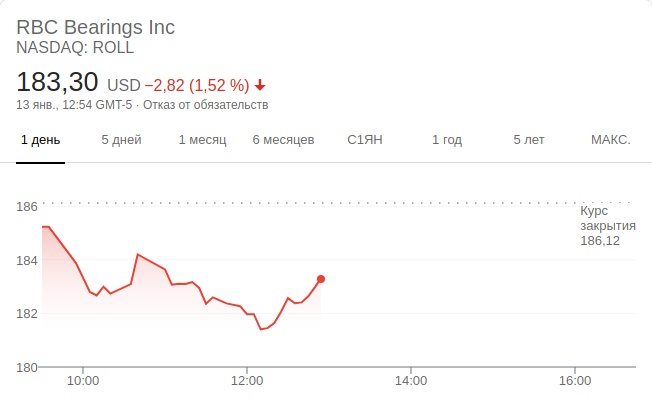 RBC Bearings Inc
NASDAQ: ROLL
183,30 USD −2,82 (1,52 %)
13 янв., 12:54 GMT-5 · Отказ от обязательств
1 день 5 дней 1 месяц 6 месяцев С1ЯН 1 год 5 лет МАКС.
186
Курс
закрытия
186,12
184
182
180
10:00 12:00 14:00 16:00